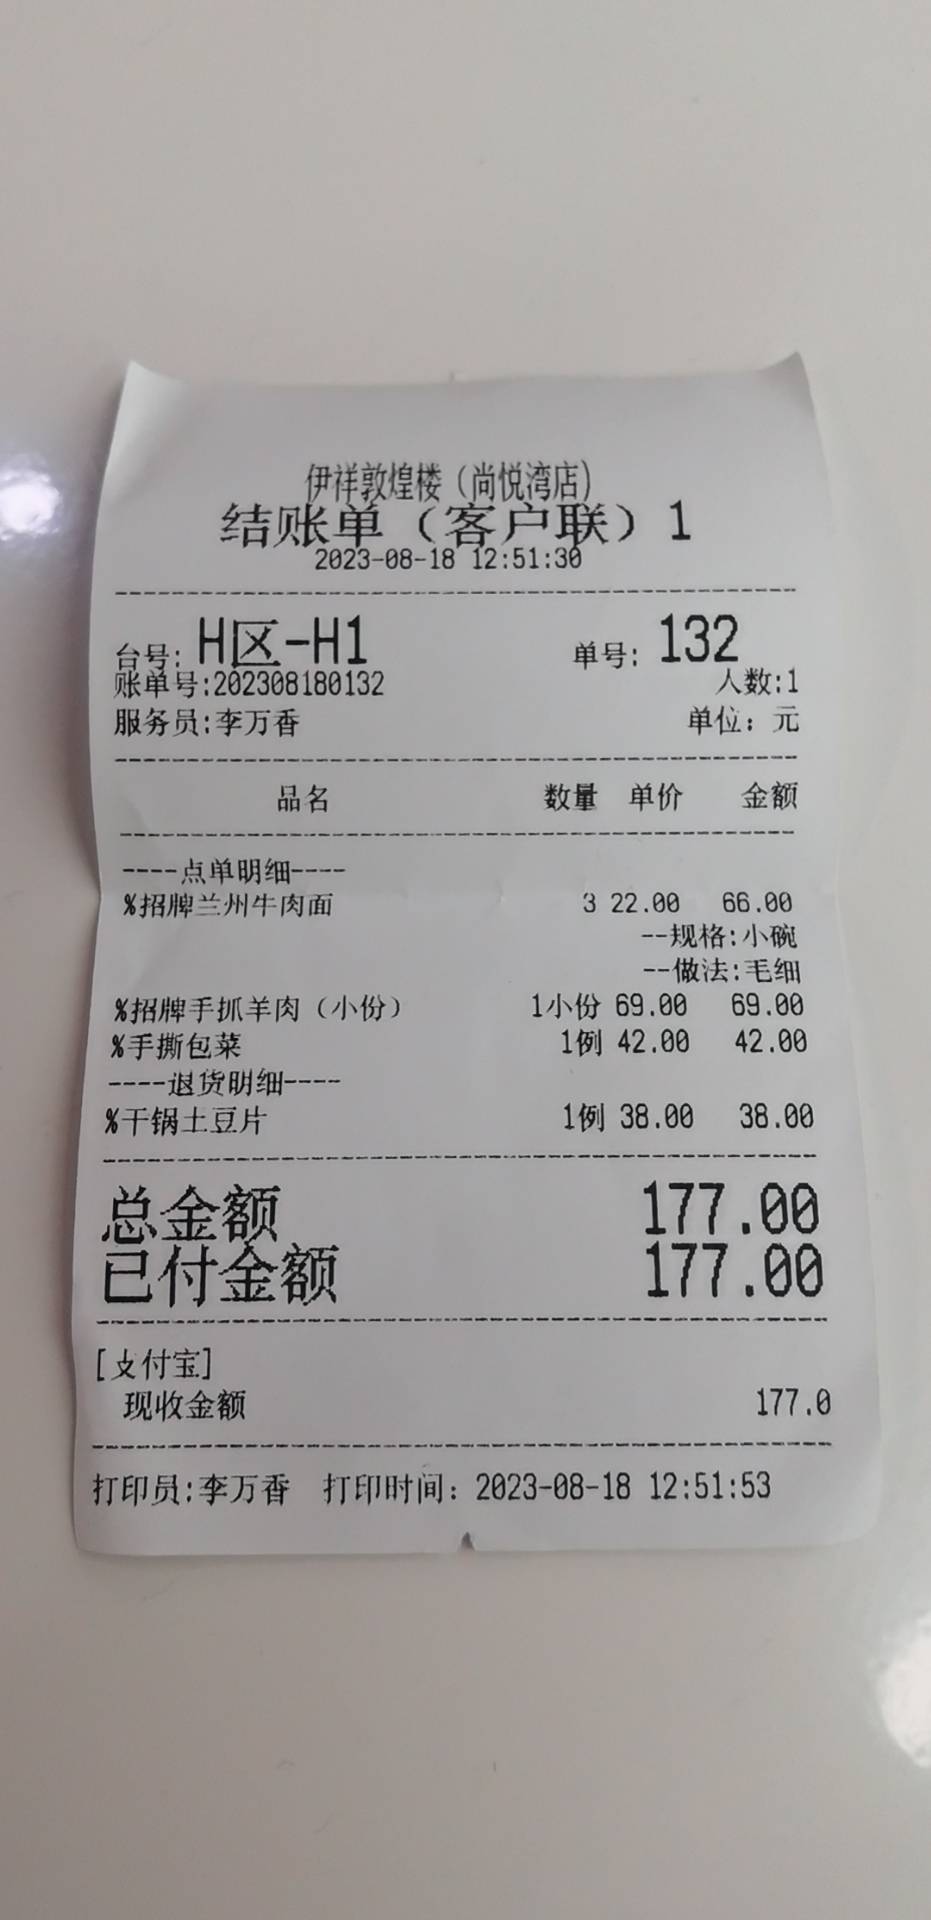 伊祥敦煌楼（尚悦湾店）
结账单（客户联）1
2023-08-18 12:51:30
台号: H区-H1 单号: 132
账单号:202308180132 人数:1
服务员:李万香 单位: 元
品名 数量 单价 金额
----点单明细----
%招牌兰州牛肉面 3 22.00 66.00
--规格:小碗
--做法:毛细
%招牌手抓羊肉（小份） 1小份 69.00 69.00
%手撕包菜 1例 42.00 42.00
----退货明细----
%干锅土豆片 1例 38.00 38.00
总金额 177.00
已付金额 177.00
[支付宝]
现收金额 177.0
打印员:李万香 打印时间: 2023-08-18 12:51:53